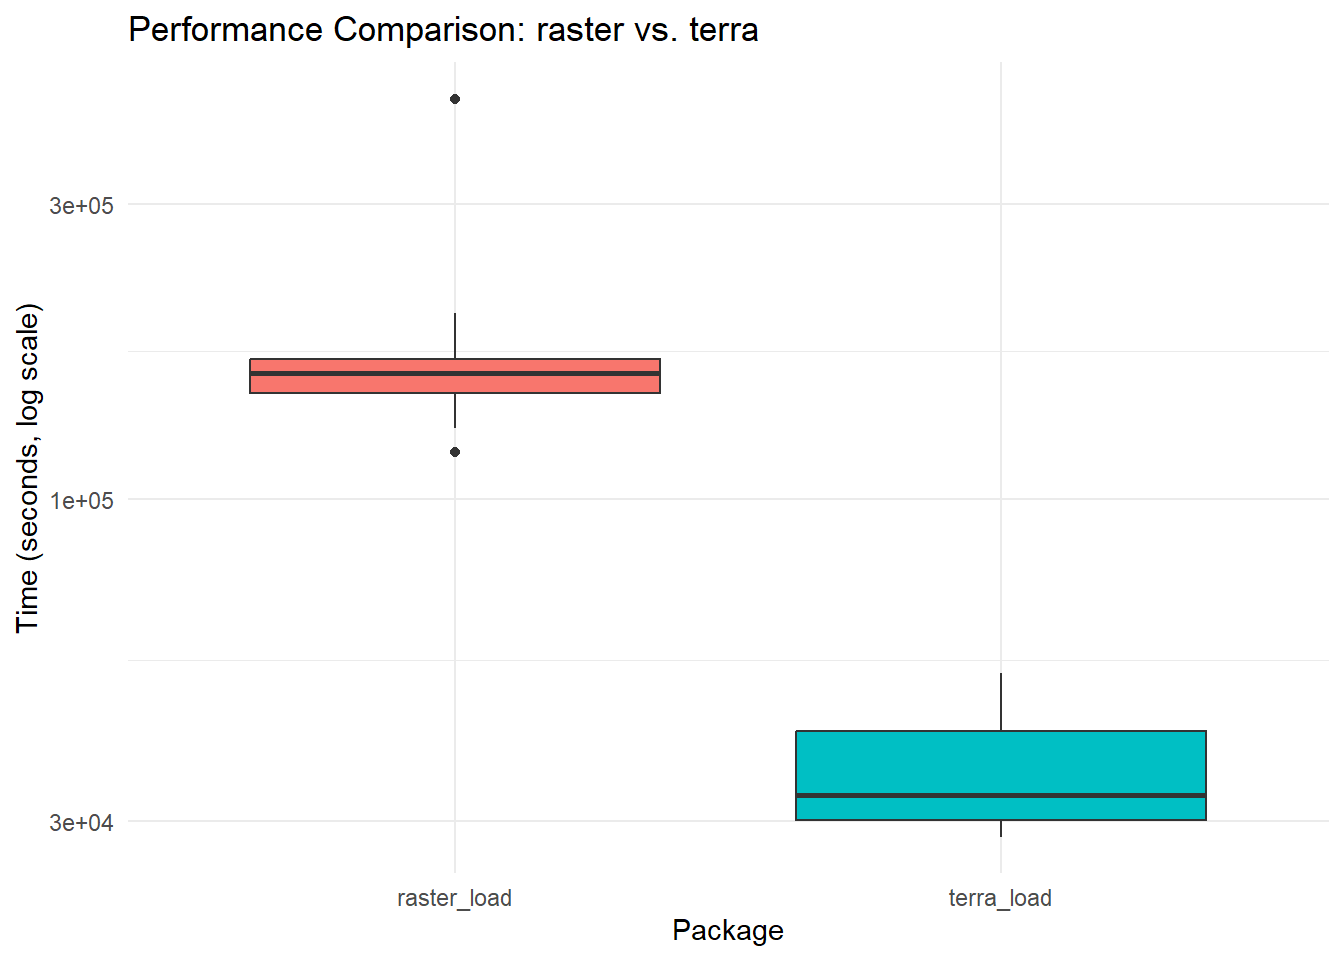 Performance Comparison: raster vs. terra
Time (seconds, log scale)
3e+05
1e+05
3e+04
raster_load
terra_load
Package